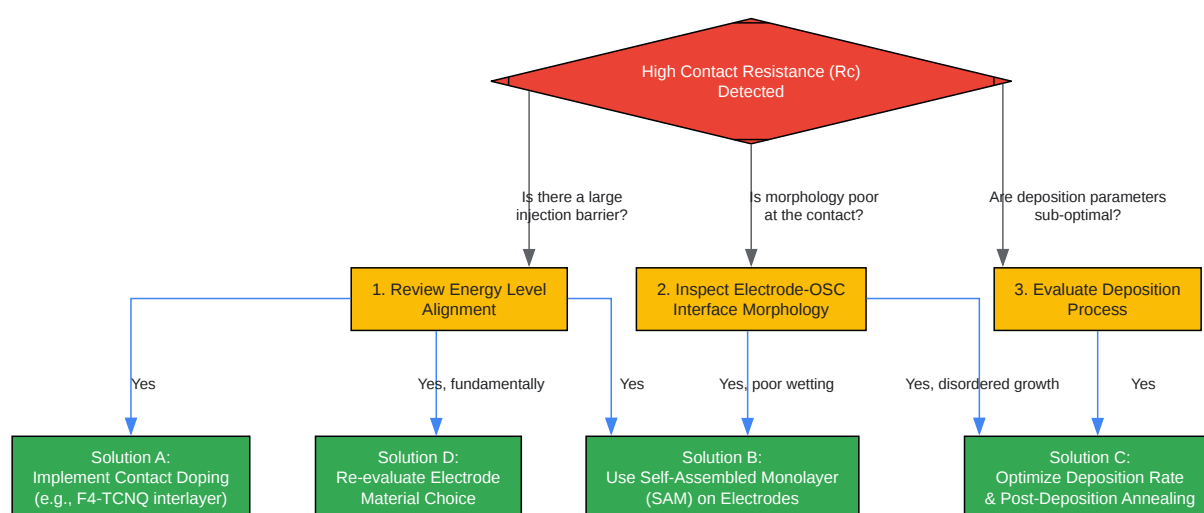 High Contact Resistance (Rc)
Detected
Is there a large
injection barrier?
Is morphology poor
at the contact?
Are deposition parameters
sub-optimal?
1. Review Energy Level
Alignment
2. Inspect Electrode-OSC
Interface Morphology
3. Evaluate Deposition
Process
Yes
Yes, fundamentally
Yes
Yes, poor wetting
Yes, disordered growth
Yes
Solution A:
Implement Contact Doping
(e.g., F4-TCNQ interlayer)
Solution D:
Re-evaluate Electrode
Material Choice
Solution B:
Use Self-Assembled Monolayer
(SAM) on Electrodes
Solution C:
Optimize Deposition Rate
& Post-Deposition Annealing